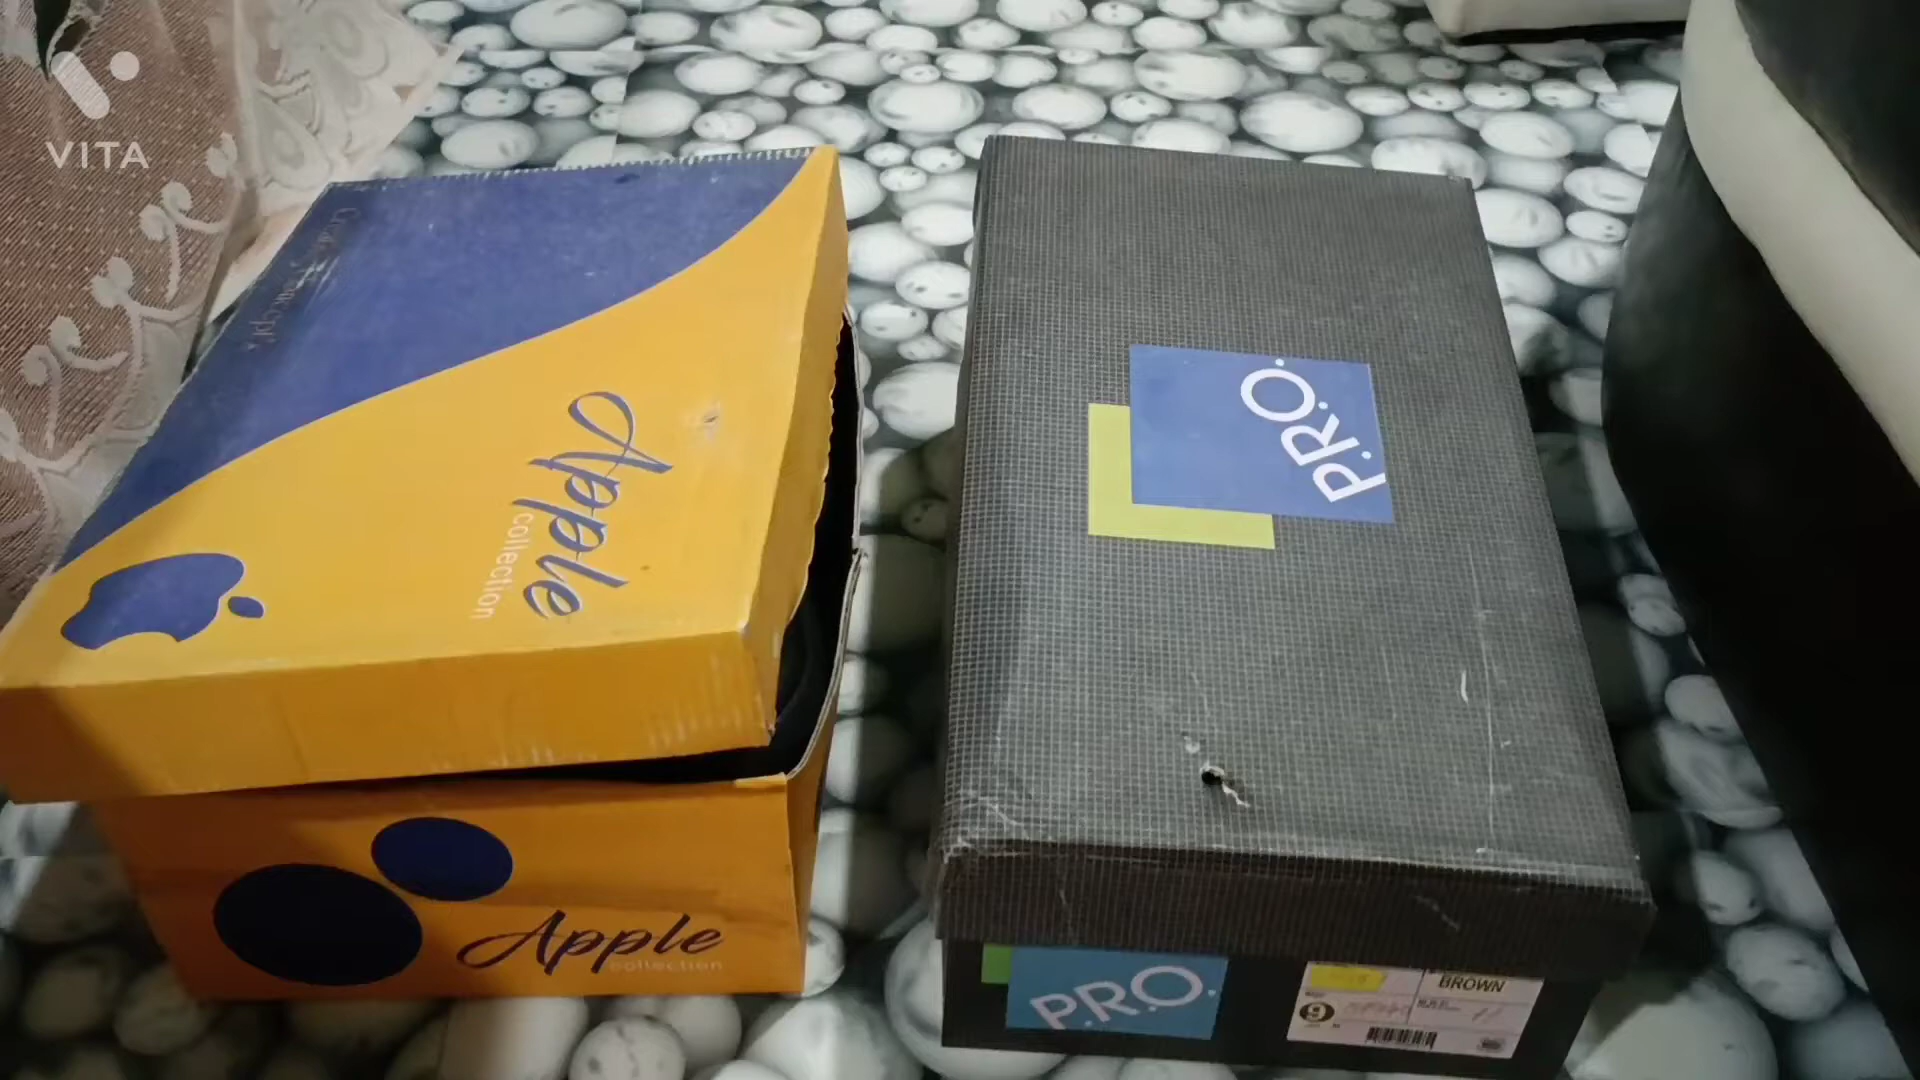 VITA
Apple
collection
Apple
collection
P.R.O.
P.R.O.
BROWN
9